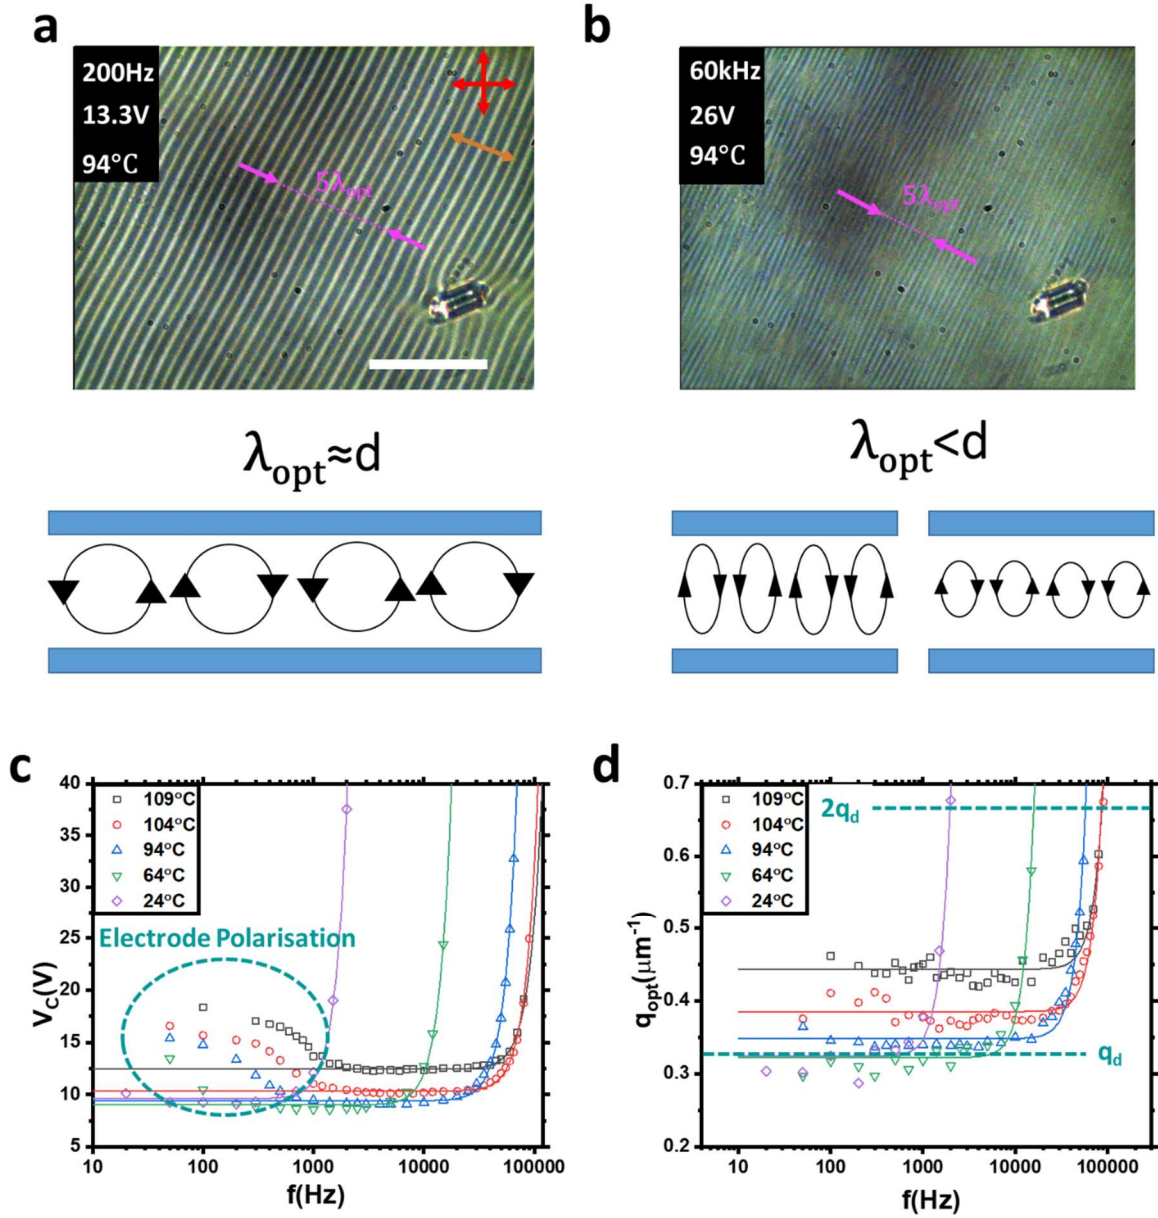 a
200Hz
13.3V
94°C
5λopt
b
60kHz
26V
94°C
5λopt
λopt≈d
λopt<d
c
40
35
30
25
20
15
10
5
VC(V)
109°C
104°C
94°C
64°C
24°C
Electrode Polarisation
10
100
1000
10000
100000
f(Hz)
d
0.7
0.6
0.5
0.4
0.3
0.2
qopt(μm-1)
109°C
104°C
94°C
64°C
24°C
2qd
qd
10
100
1000
10000
100000
f(Hz)